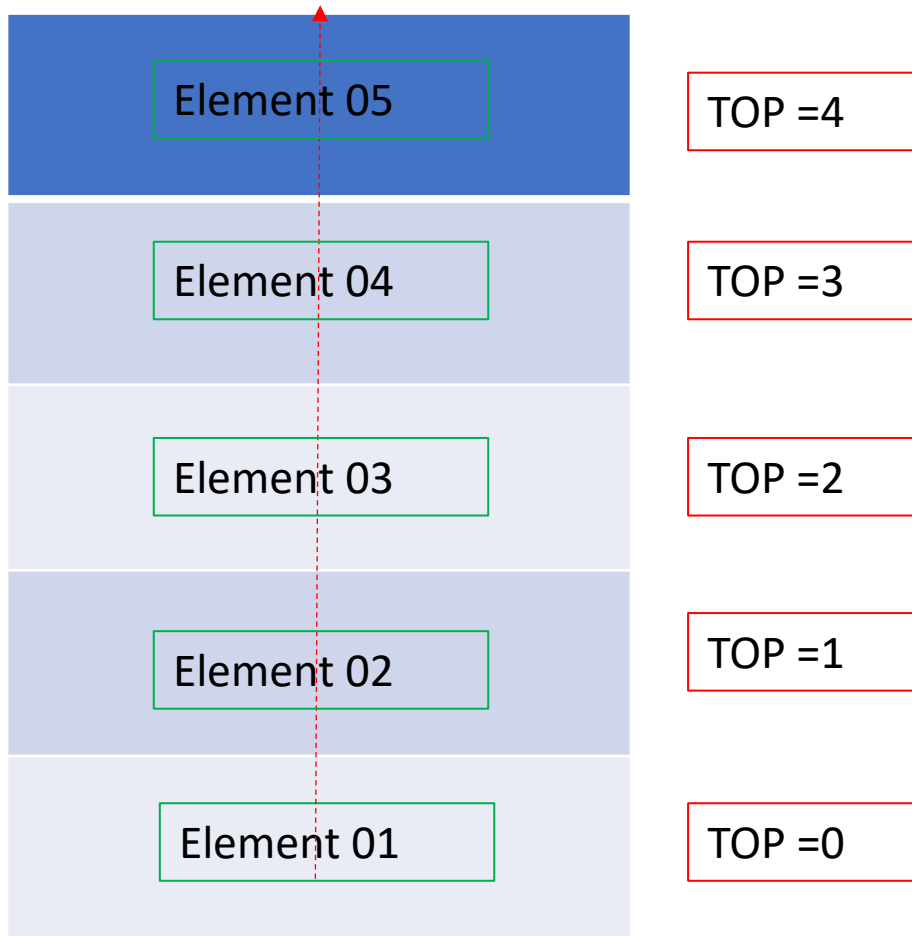 Element 05
TOP =4
Element 04
TOP =3
Element 03
TOP =2
Element 02
TOP =1
Element 01
TOP =0